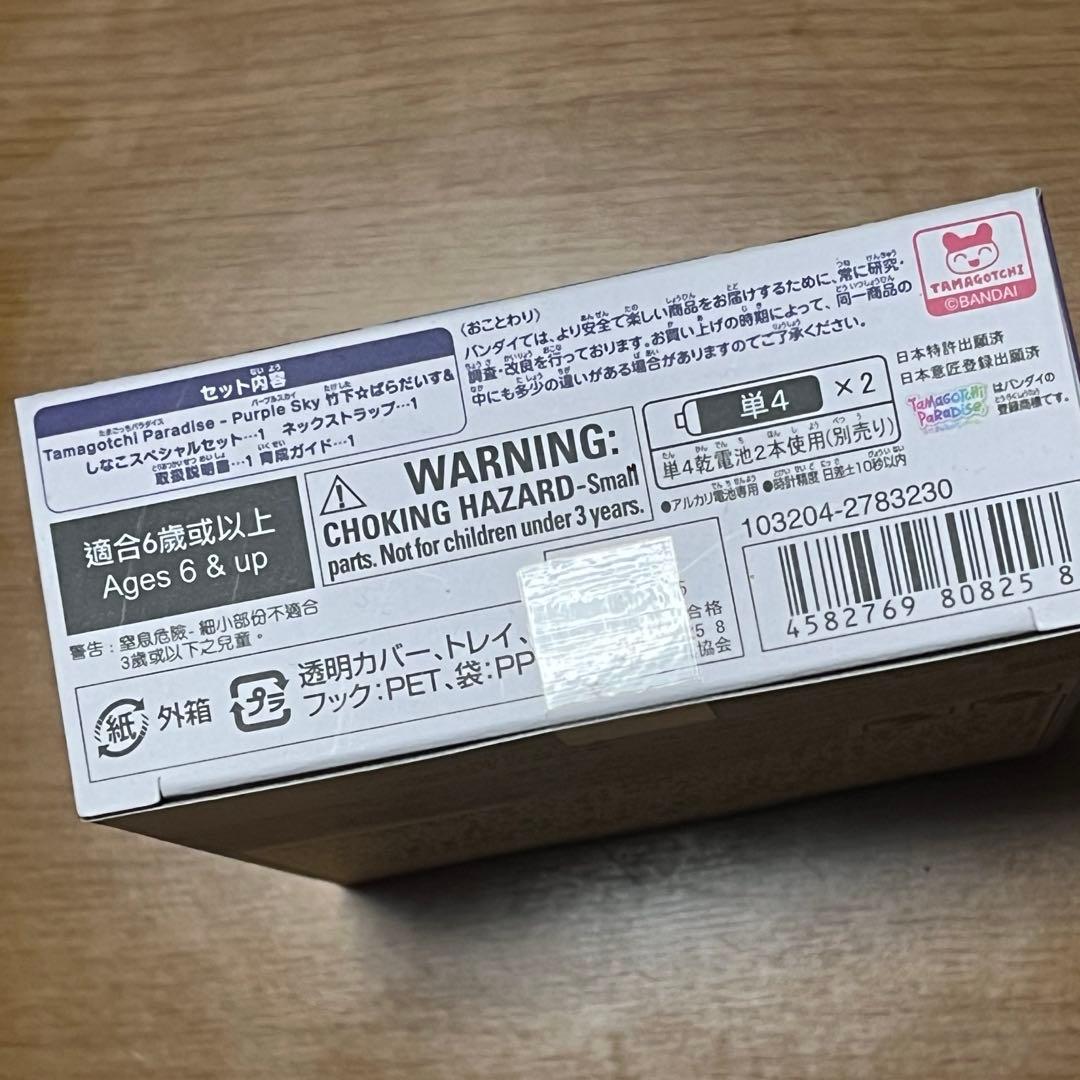 セット内容
Tamagotchi Paradise - Purple Sky 竹下☆ぱらだいす&
しなこスペシャルセット…1 ネックストラップ…1
取扱説明書…1 育成ガイド…1
(おことわり)
バンダイでは、より安全で楽しい商品をお届けするために、常に研究・
調査・改良を行っております。お買い上げの時期によって、同一商品の
中にも多少の違いがある場合がありますのでご了承ください。
TAMAGOTCHI
©BANDAI
日本特許出願済
日本意匠登録出願済
TAMAGOTCHI PARADISE はバンダイの
登録商標です。
適合6歲或以上
Ages 6 & up
警告：窒息危險-細小部份不適合
3歲或以下之兒童。
WARNING:
CHOKING HAZARD-Small
parts. Not for children under 3 years.
単4 ×2
単4乾電池2本使用(別売り)
●アルカリ電池専用 ●時計精度 日差±10秒以内
103204-2783230
4582769 80825 8
紙 外箱
プラ 透明カバー、トレイ、
フック:PET、袋:PP
合格
58
協会